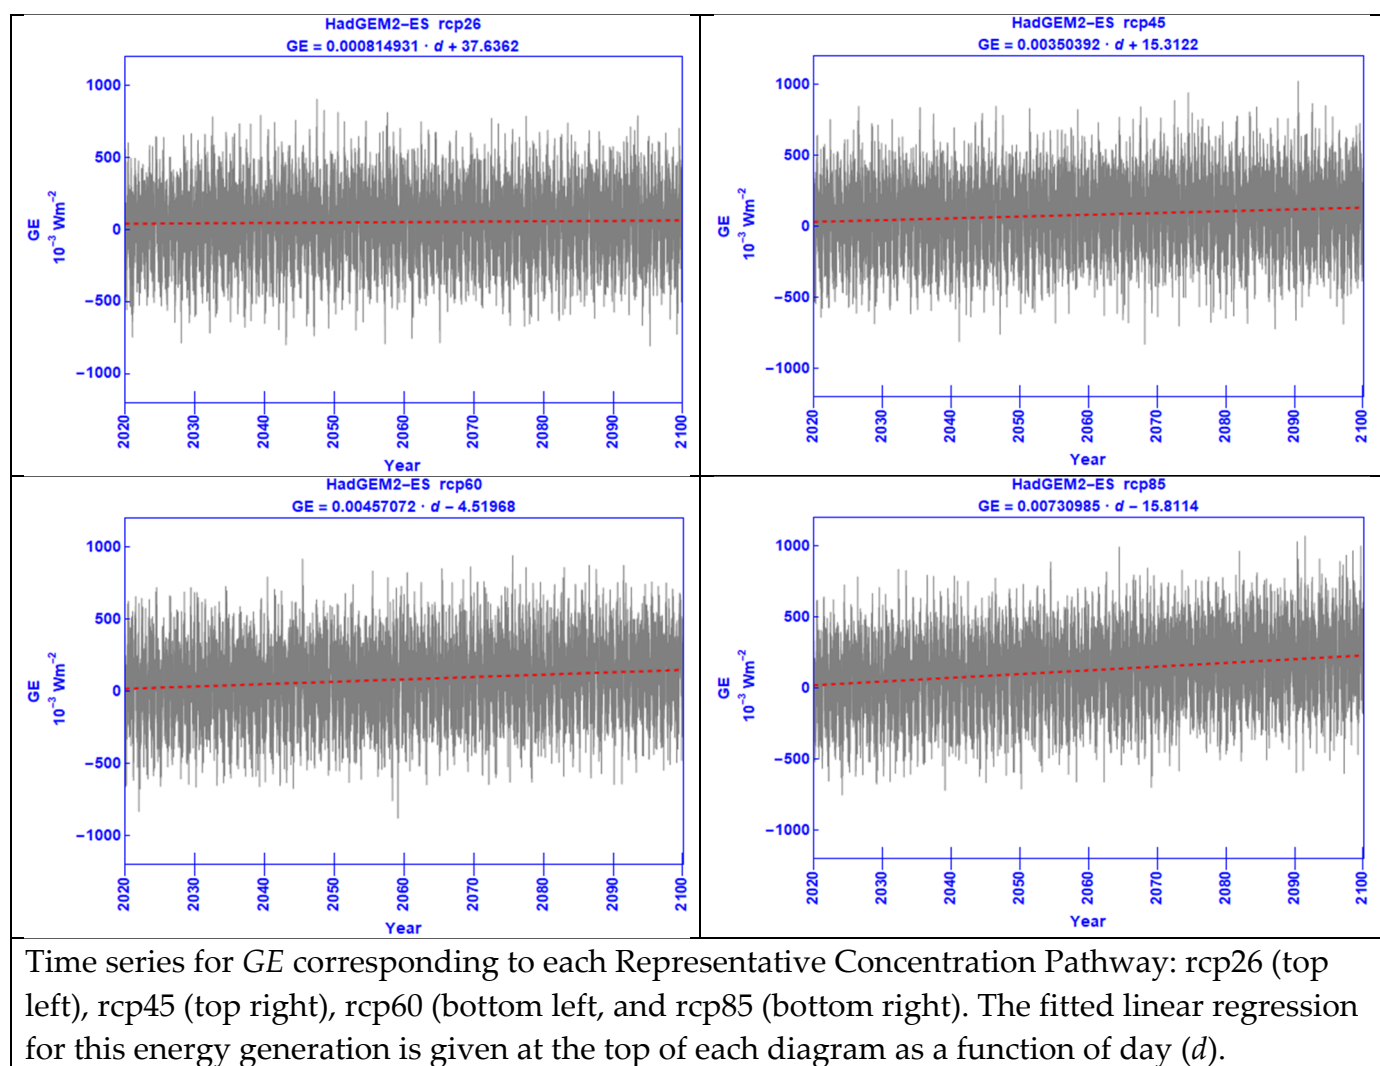 HadGEM2−ES rcp26
GE = 0.000814931 · d + 37.6362
1000
500
0
−500
−1000
GE
10⁻³ Wm⁻²
2020
2030
2040
2050
2060
2070
2080
2090
2100
Year
HadGEM2−ES rcp45
GE = 0.00350392 · d + 15.3122
1000
500
0
−500
−1000
GE
10⁻³ Wm⁻²
2020
2030
2040
2050
2060
2070
2080
2090
2100
Year
HadGEM2−ES rcp60
GE = 0.00457072 · d − 4.51968
1000
500
0
−500
−1000
GE
10⁻³ Wm⁻²
2020
2030
2040
2050
2060
2070
2080
2090
2100
Year
HadGEM2−ES rcp85
GE = 0.00730985 · d − 15.8114
1000
500
0
−500
−1000
GE
10⁻³ Wm⁻²
2020
2030
2040
2050
2060
2070
2080
2090
2100
Year
Time series for GE corresponding to each Representative Concentration Pathway: rcp26 (top
left), rcp45 (top right), rcp60 (bottom left, and rcp85 (bottom right). The fitted linear regression
for this energy generation is given at the top of each diagram as a function of day (d).